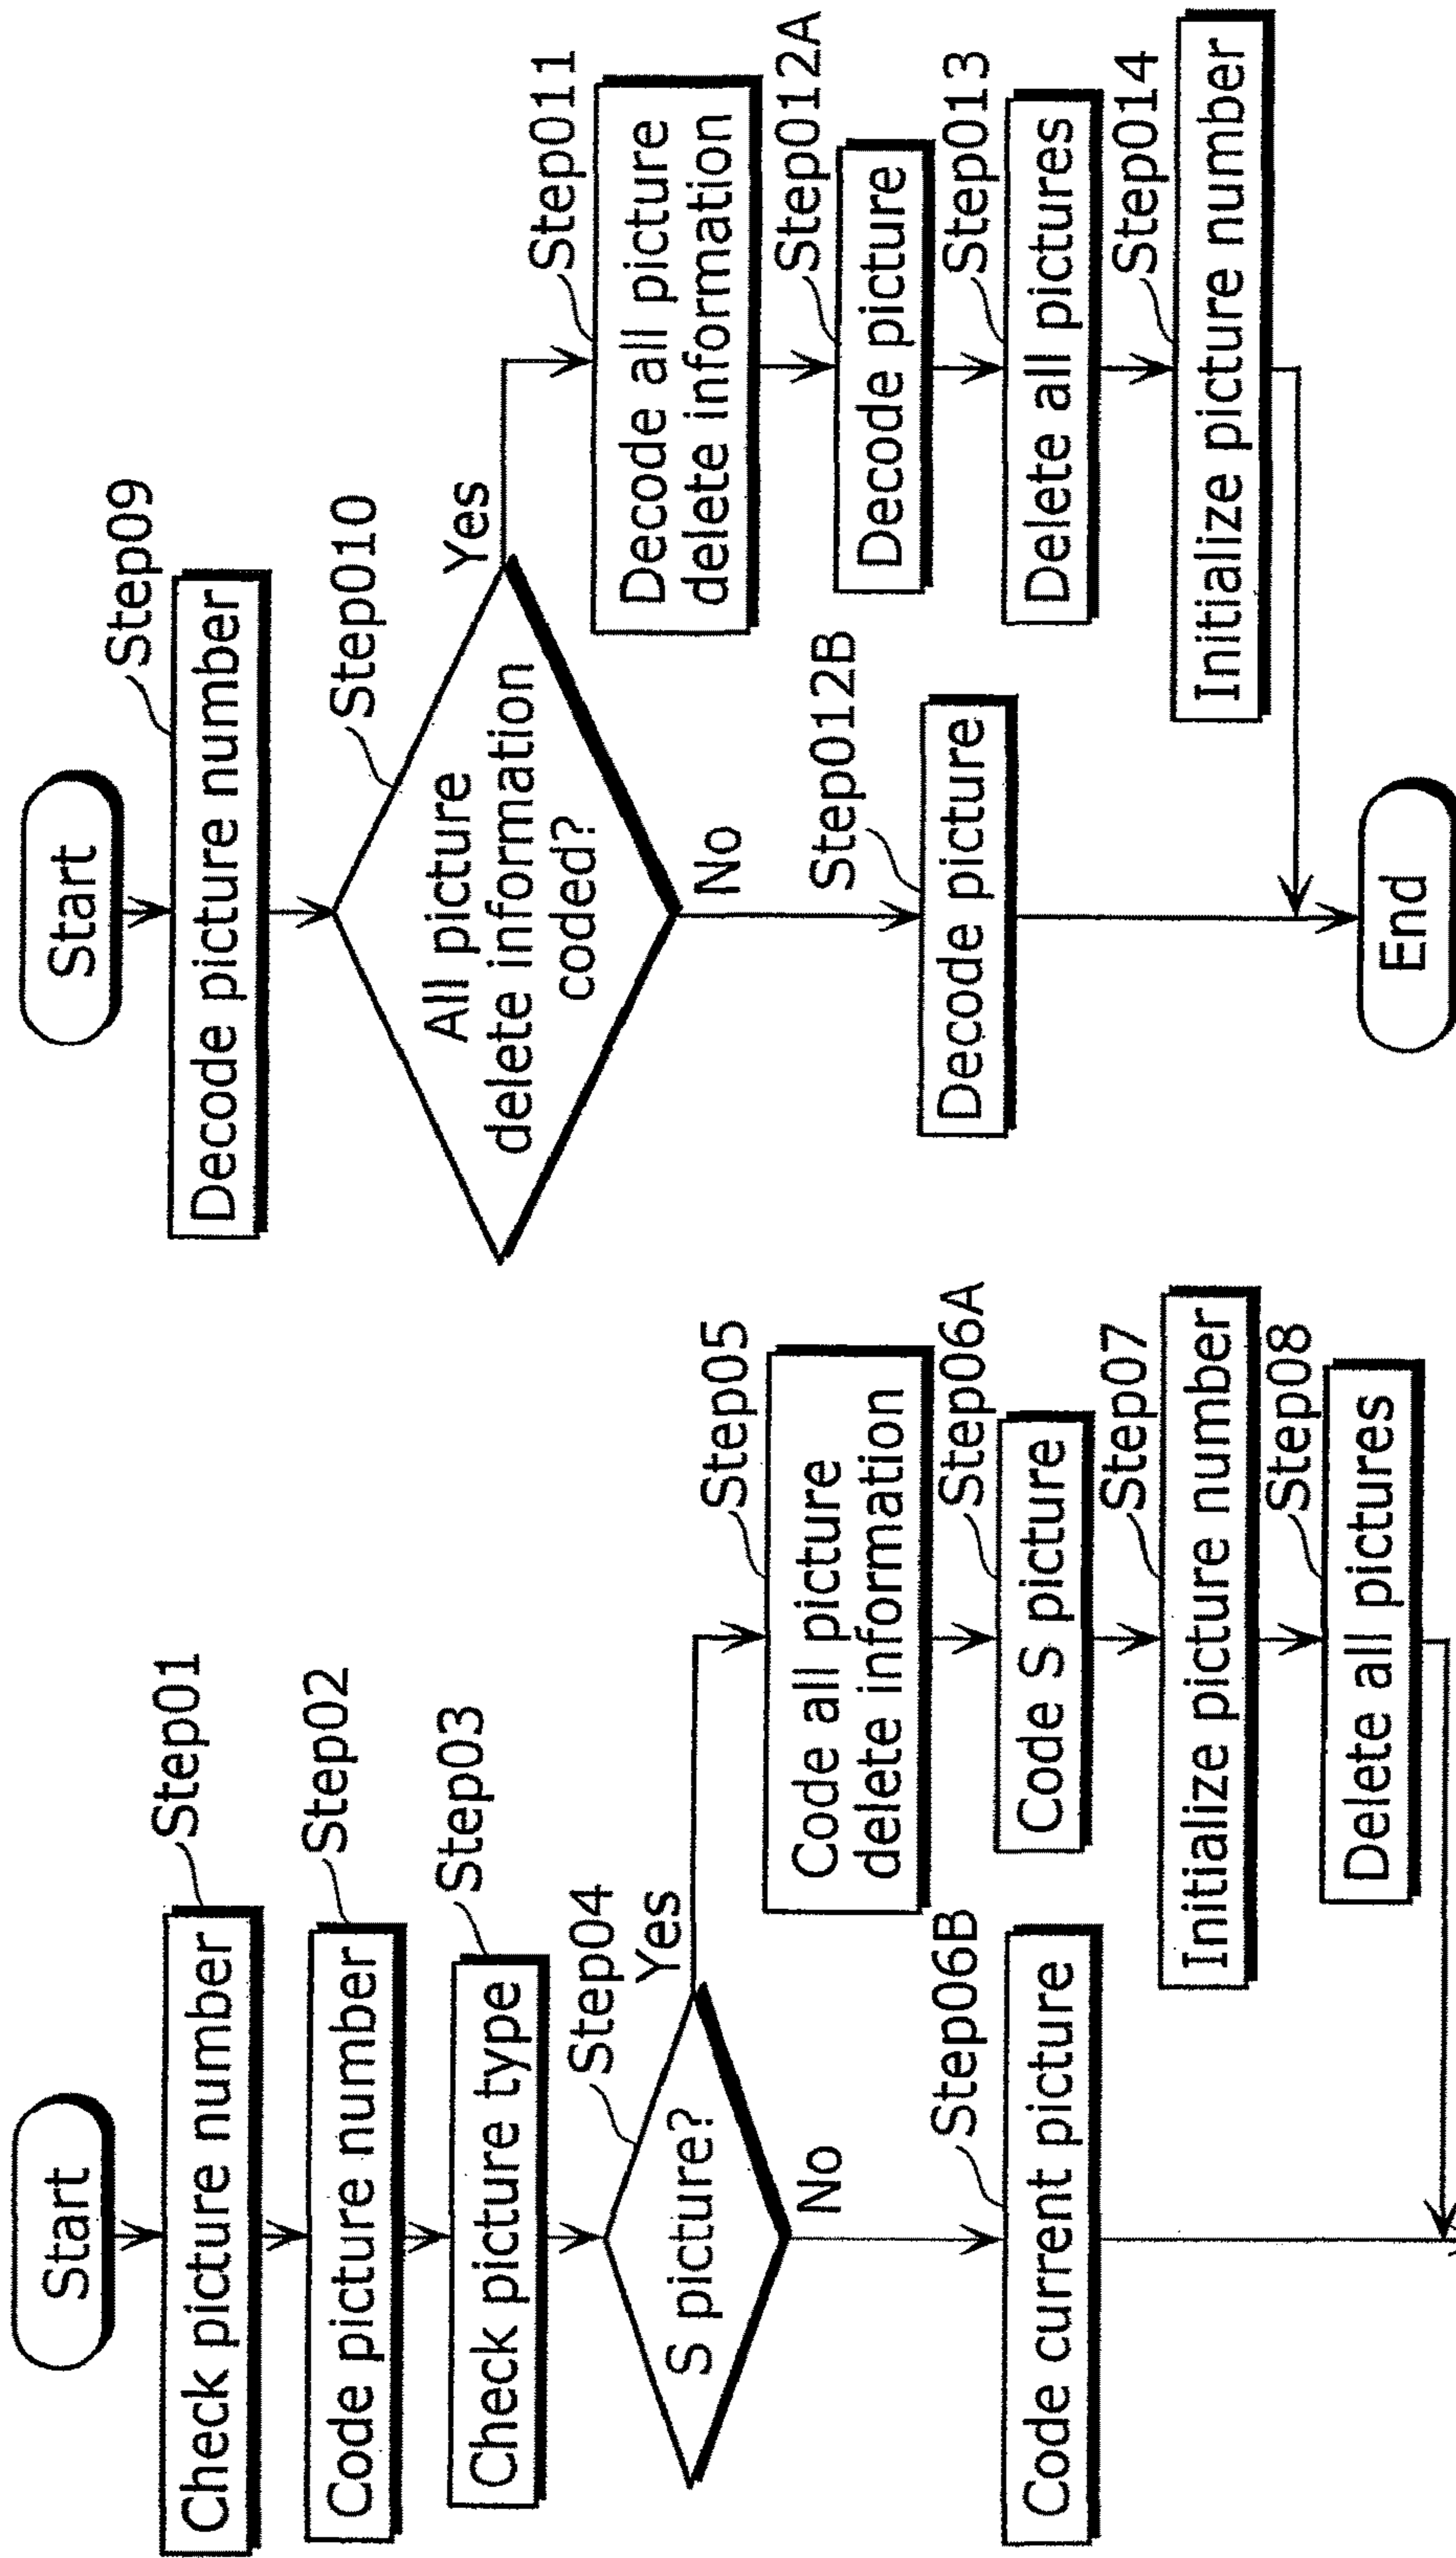 Start
Step01
Check picture number
Step02
Code picture number
Step03
Check picture type
Step04
S picture?
Yes
No
Step05
Code all picture
delete information
Step06A
Code S picture
Step06B
Code current picture
Step07
Initialize picture number
Step08
Delete all pictures
Start
Step09
Decode picture number
Step010
All picture
delete information
coded?
Yes
No
Step011
Decode all picture
delete information
Step012A
Decode picture
Step012B
Decode picture
Step013
Delete all pictures
Step014
Initialize picture number
End